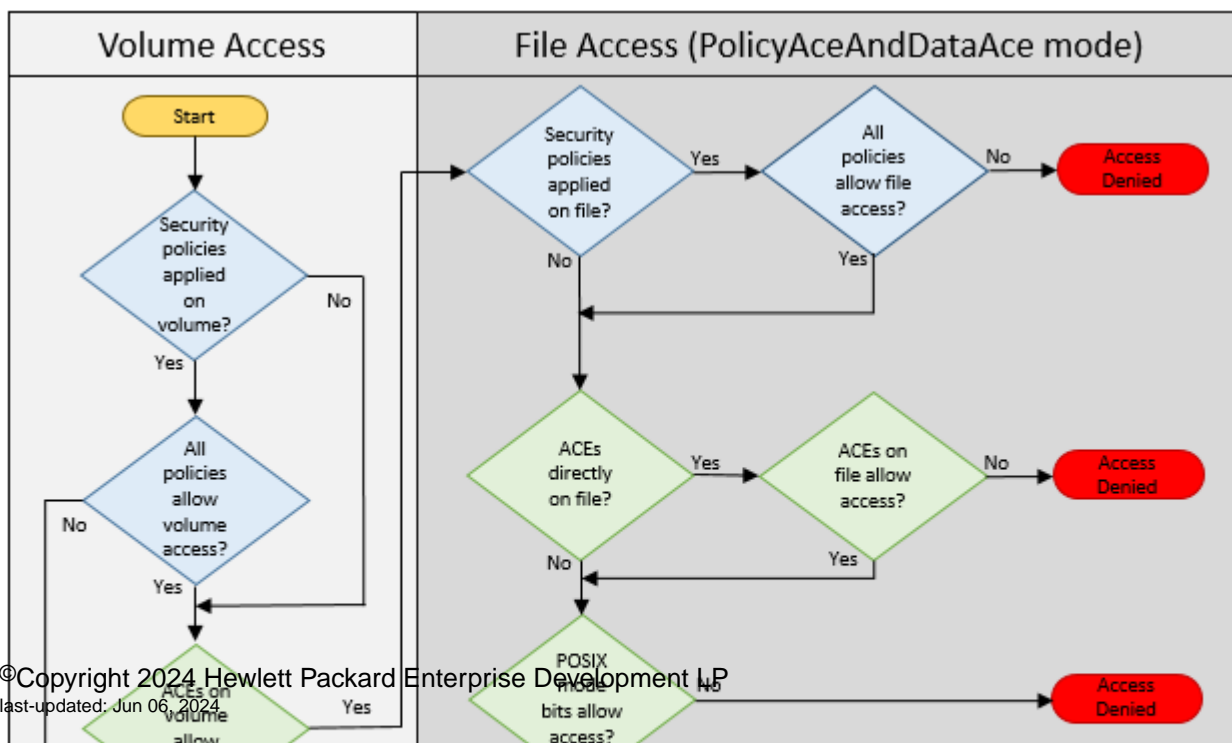 Volume Access
File Access (PolicyAceAndDataAce mode)
Start
Security
policies
applied
on
volume?
No
Yes
All
policies
allow
volume
access?
No
Yes
ACEs on
volume
allow
Yes
Security
policies
applied
on file?
Yes
No
All
policies
allow file
access?
No
Yes
Access
Denied
ACEs
directly
on file?
Yes
No
ACEs on
file allow
access?
No
Yes
Access
Denied
POSIX
mode
bits allow
access?
No
Access
Denied
©Copyright 2024 Hewlett Packard Enterprise Development LP
last-updated: Jun 06, 2024